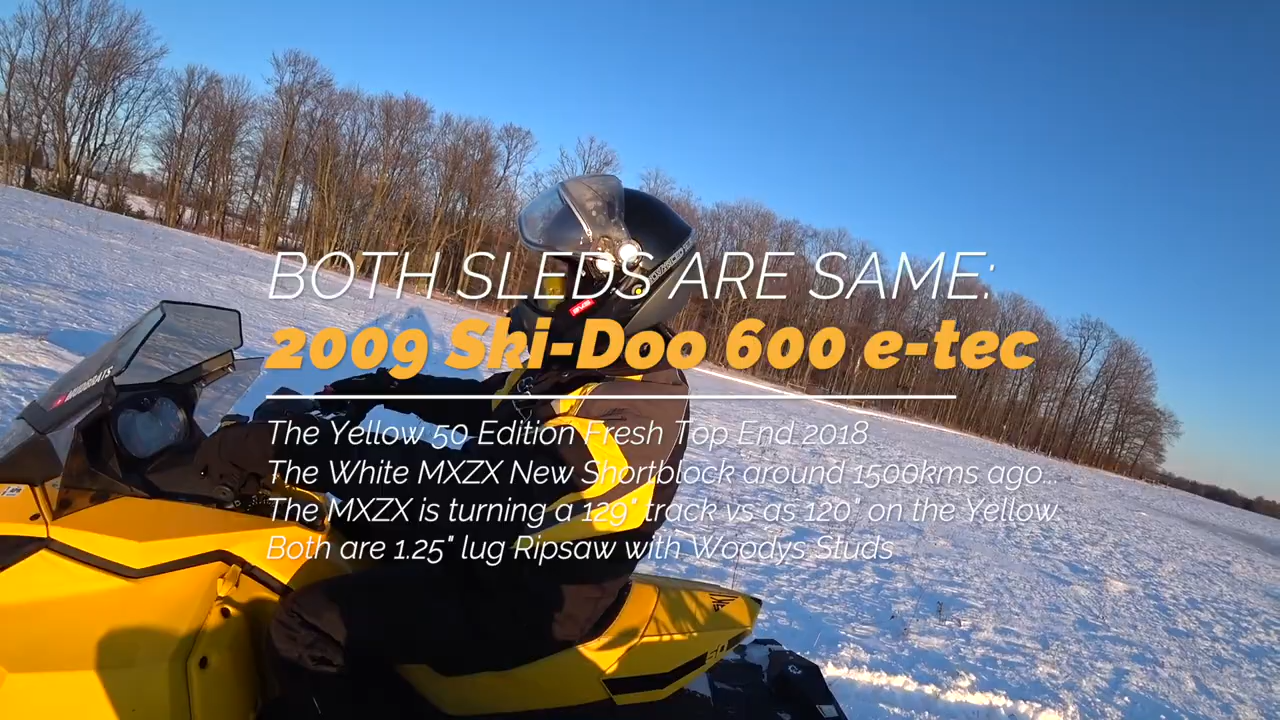 BOTH SLEDS ARE SAME:
2009 Ski-Doo 600 e-tec
The Yellow 50 Edition Fresh Top End 2018
The White MXZX New Shortblock around 1500kms ago...
The MXZX is turning a 129" track vs as 120" on the Yellow
Both are 1.25" lug Ripsaw with Woodys Studs